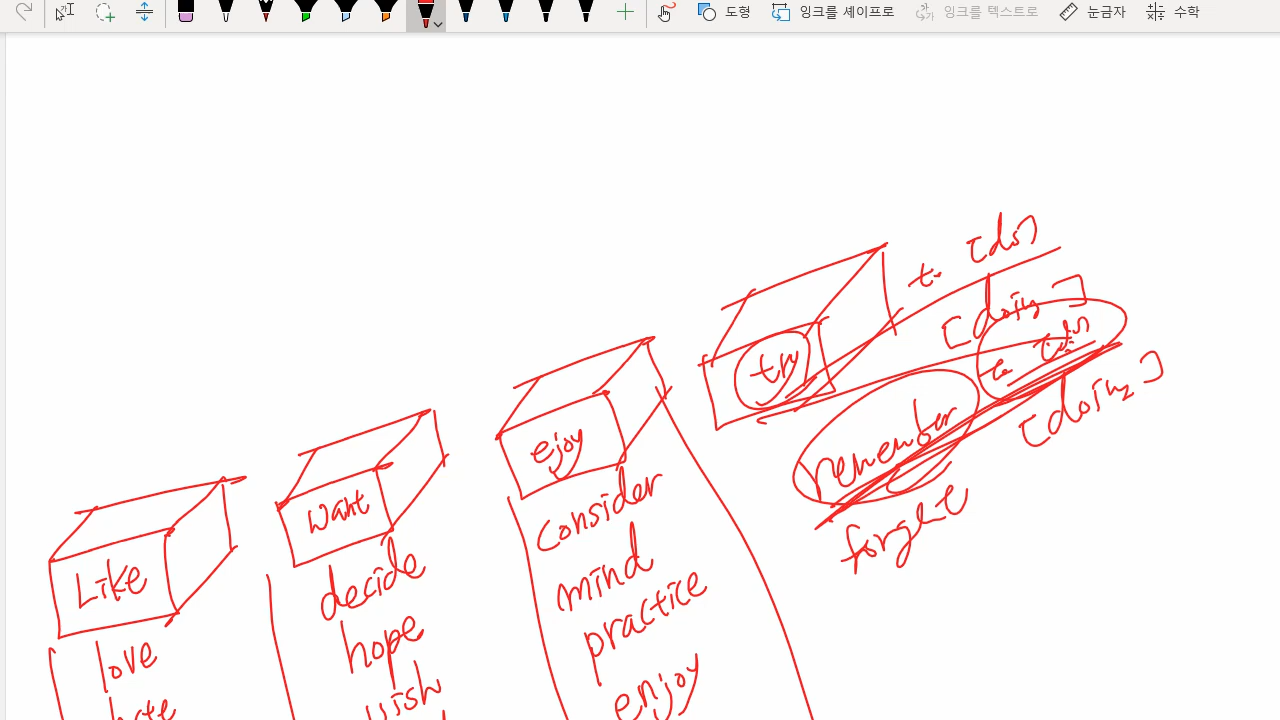 도형 잉크를 셰이프로 잉크를 텍스트로 눈금자 수학
to [do]
[doing]
try
to [do]
[doing]
remember
forget
ejoy
consider
mind
practice
enjoy
want
decide
hope
wish
Like
love
hate